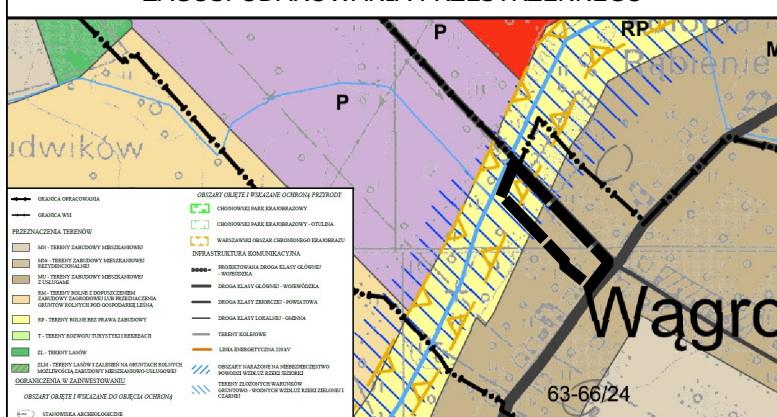 ZAGOSPODAROWANIA PRZESTRZENNEGO
P
RP
P
Rabienie
udwików
Wągro
63-66/24
GRANICA OPRACOWANIA
GRANICA WSI
PRZEZNACZENIA TERENÓW
MN - TERENY ZABUDOWY MIESZKANIOWEJ
MDR - TERENY ZABUDOWY MIESZKANIOWEJ
REZYDENCJONALNEJ
MU - TERENY ZABUDOWY MIESZKANIOWEJ
Z USŁUGAMI
RM - TERENY ROLNE Z DOPUSZCZENIEM
ZABUDOWY ZAGRODOWEJ LUB PRZEZNACZENIA
GRUNTÓW ROLNYCH POD GOSPODARKĘ LEŚNĄ
RP - TERENY ROLNE BEZ PRAWA ZABUDOWY
T - TERENY ROZWOJU TURYSTYKI I REKREACJI
ZL - TERENY LASÓW
ZLM - TERENY LASÓW I ZALESIEŃ NA GRUNTACH ROLNYCH
MOŻLIWOŚCIĄ ZABUDOWY MIESZKANIOWO-USŁUGOWEJ
OGRANICZENIA W ZAINWESTOWANIU
OBSZARY OBJĘTE I WSKAZANE DO OBJĘCIA OCHRONĄ
STANOWISKA ARCHEOLOGICZNE
OBSZARY OBJĘTE I WSKAZANE OCHRONĄ PRZYRODY
CHOJNOWSKI PARK KRAJOBRAZOWY
CHOJNOWSKI PARK KRAJOBRAZOWY - OTULINA
WARSZAWSKI OBSZAR CHRONIONEGO KRAJOBRAZU
INFRASTRUKTURA KOMUNIKACYJNA
PROJEKTOWANA DROGA KLASY GŁÓWNEJ
- WOJEWÓDZKA
DROGA KLASY GŁÓWNEJ - WOJEWÓDZKA
DROGA KLASY ZBIORCZEJ - POWIATOWA
DROGA KLASY LOKALNEJ - GMINNA
TERENY KOLEJOWE
LINIA ENERGETYCZNA 220 kV
OBSZARY NARAŻONE NA NIEBEZPIECZEŃSTWO
POWODZI WZDŁUŻ RZEKI JEZIORKI
TERENY ZŁOŻONYCH WARUNKÓW
GRUNTOWO - WODNYCH WZDŁUŻ RZEKI ZIELONEJ I
CZARNEJ